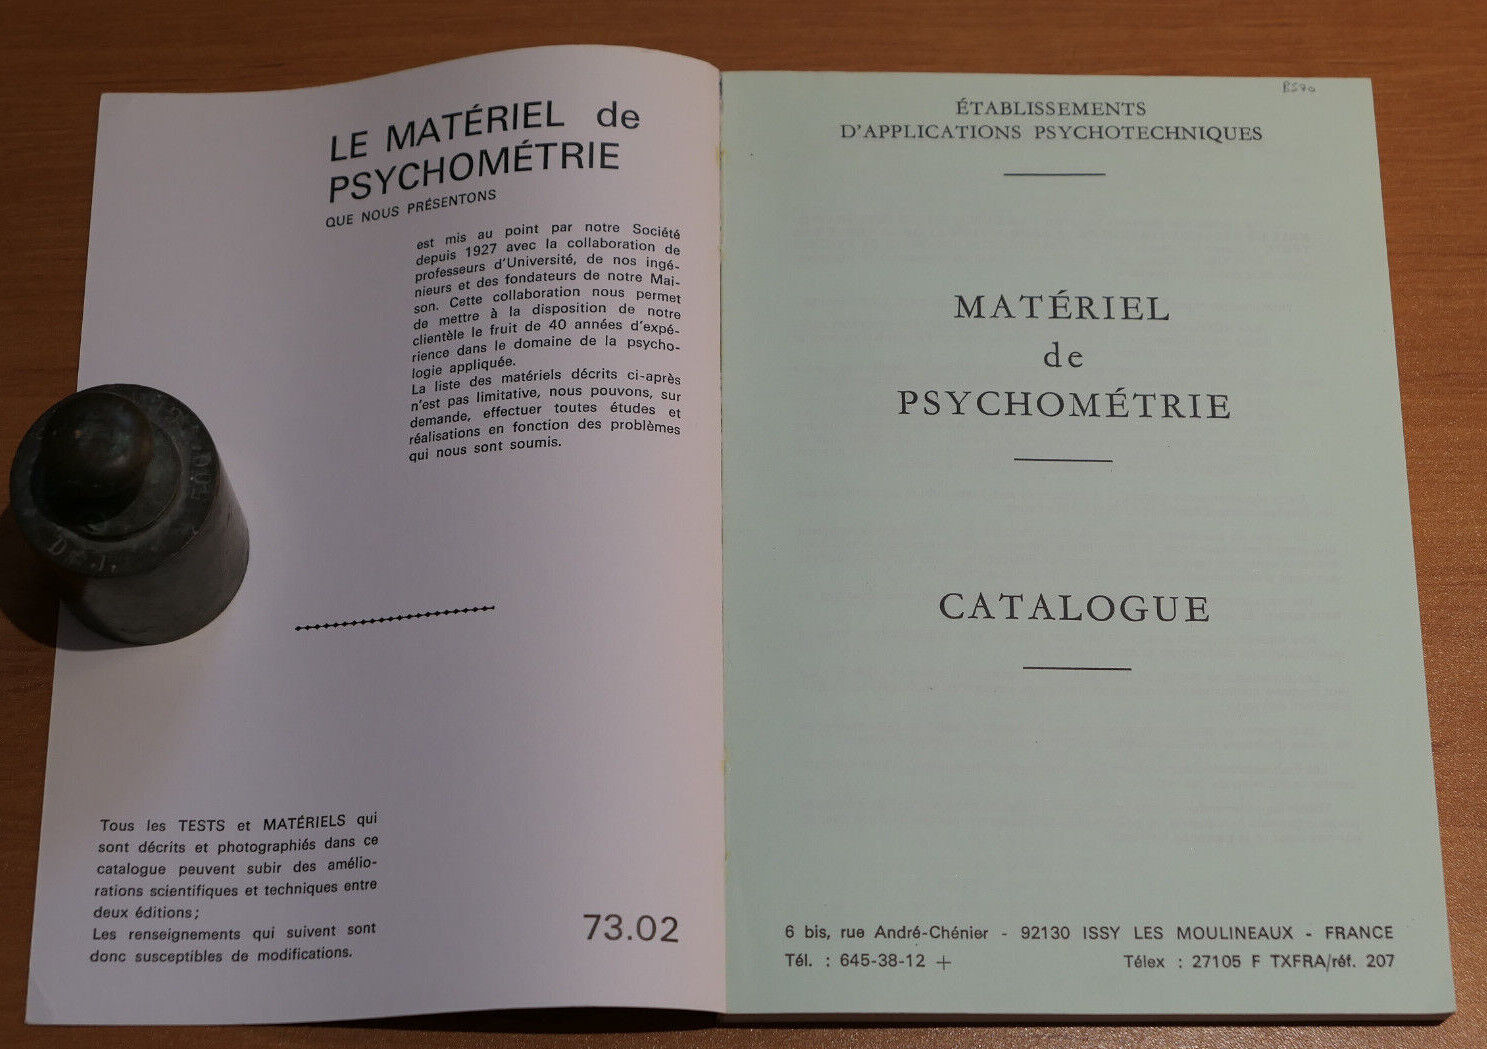 LE MATÉRIEL de
PSYCHOMÉTRIE
QUE NOUS PRÉSENTONS
est mis au point par notre Société
depuis 1927 avec la collaboration de
professeurs d'Université, de nos ingé-
nieurs et des fondateurs de notre Mai-
son. Cette collaboration nous permet
de mettre à la disposition de notre
clientèle le fruit de 40 années d'expé-
rience dans le domaine de la psycho-
logie appliquée.
La liste des matériels décrits ci-après
n'est pas limitative, nous pouvons, sur
demande, effectuer toutes études et
réalisations en fonction des problèmes
qui nous sont soumis.
Tous les TESTS et MATÉRIELS qui
sont décrits et photographiés dans ce
catalogue peuvent subir des amélio-
rations scientifiques et techniques entre
deux éditions;
Les renseignements qui suivent sont
donc susceptibles de modifications.
73.02
ÉTABLISSEMENTS
D'APPLICATIONS PSYCHOTECHNIQUES
MATÉRIEL
de
PSYCHOMÉTRIE
CATALOGUE
6 bis, rue André-Chénier - 92130 ISSY LES MOULINEAUX - FRANCE
Tél. : 645-38-12 + Télex : 27105 F TXFRA/réf. 207